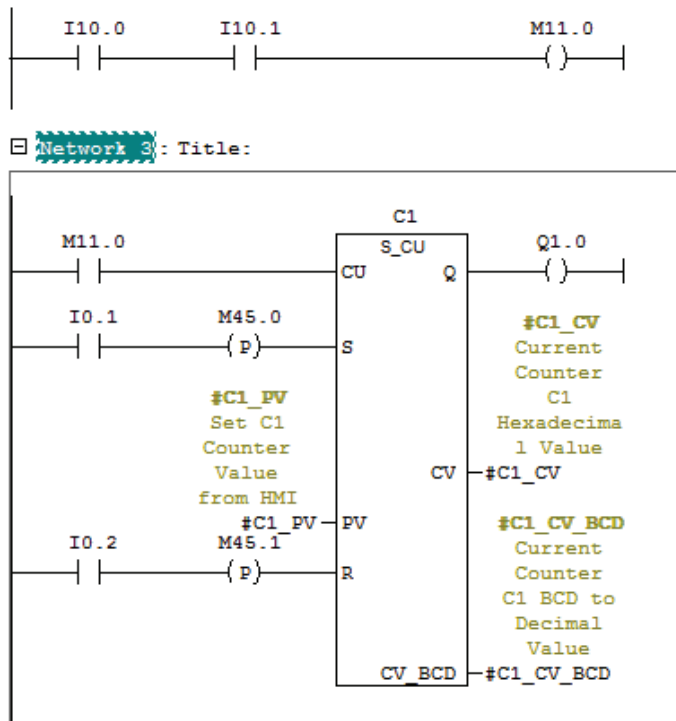 I10.0 I10.1 M11.0
Network 3: Title:
C1
M11.0 S_CU Q1.0
CU Q
I0.1 M45.0
#C1_CV
(P) S Current
#C1_PV Counter
Set C1 C1
Counter Hexadecima
Value l Value
from HMI CV #C1_CV
#C1_PV PV #C1_CV_BCD
I0.2 M45.1 Current
(P) R Counter
C1 BCD to
Decimal
Value
CV_BCD #C1_CV_BCD